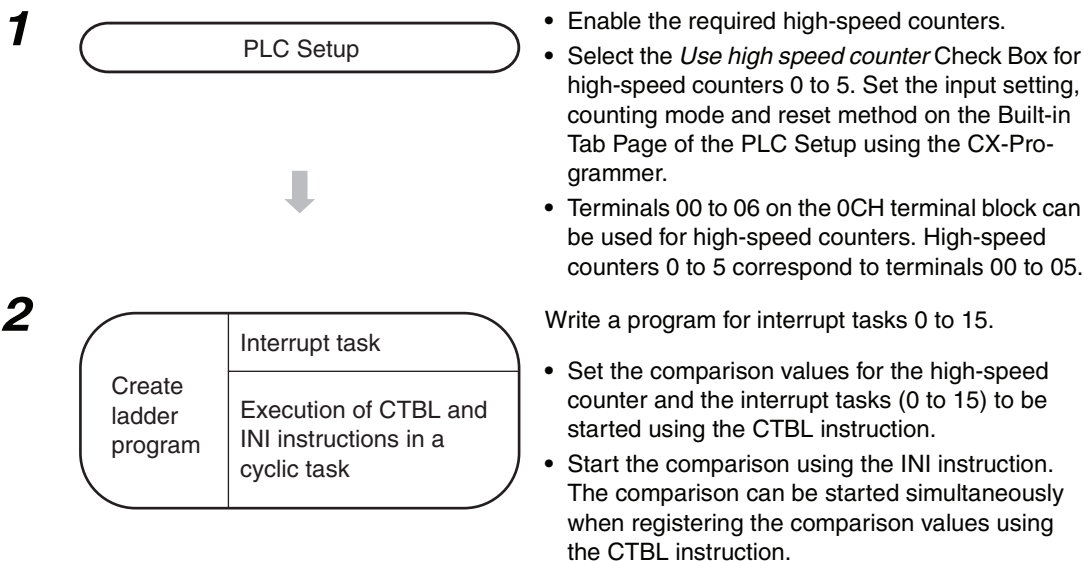 1
PLC Setup
• Enable the required high-speed counters.
• Select the Use high speed counter Check Box for
high-speed counters 0 to 5. Set the input setting,
counting mode and reset method on the Built-in
Tab Page of the PLC Setup using the CX-Pro-
grammer.
• Terminals 00 to 06 on the 0CH terminal block can
be used for high-speed counters. High-speed
counters 0 to 5 correspond to terminals 00 to 05.
2
Create
ladder
program
Interrupt task
Execution of CTBL and
INI instructions in a
cyclic task
Write a program for interrupt tasks 0 to 15.
• Set the comparison values for the high-speed
counter and the interrupt tasks (0 to 15) to be
started using the CTBL instruction.
• Start the comparison using the INI instruction.
The comparison can be started simultaneously
when registering the comparison values using
the CTBL instruction.